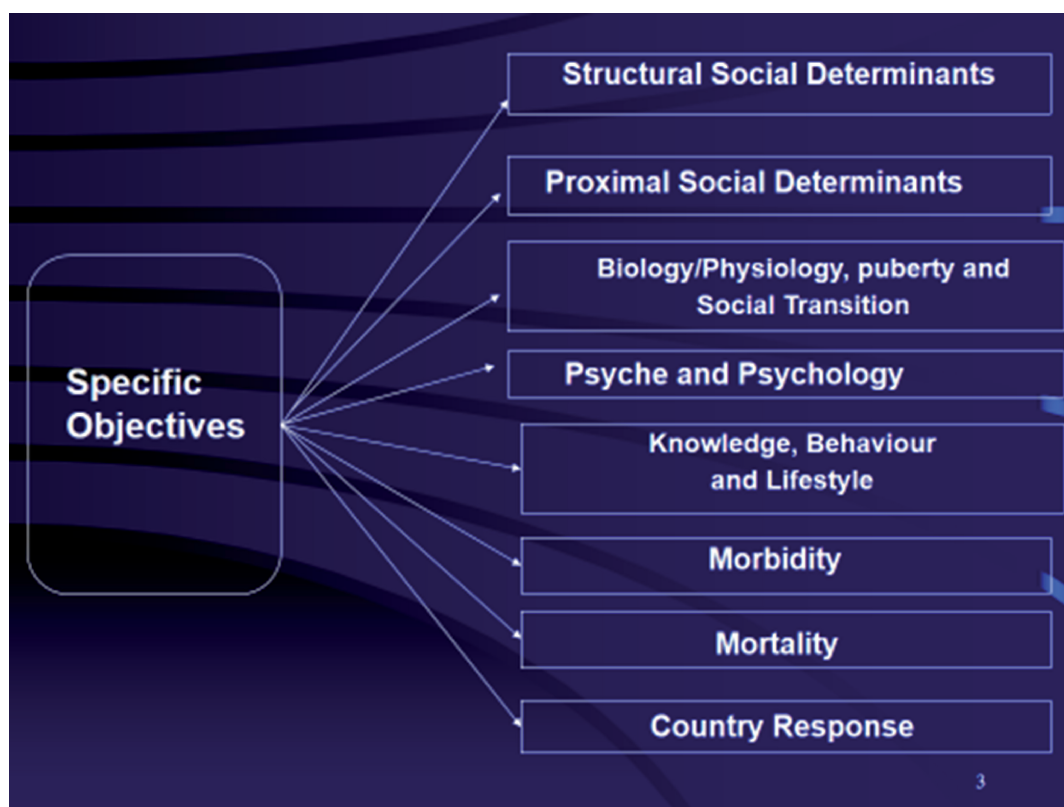 Structural Social Determinants
Proximal Social Determinants
Biology/Physiology, puberty and
Social Transition
Specific
Objectives
Psyche and Psychology
Knowledge, Behaviour
and Lifestyle
Morbidity
Mortality
Country Response
3